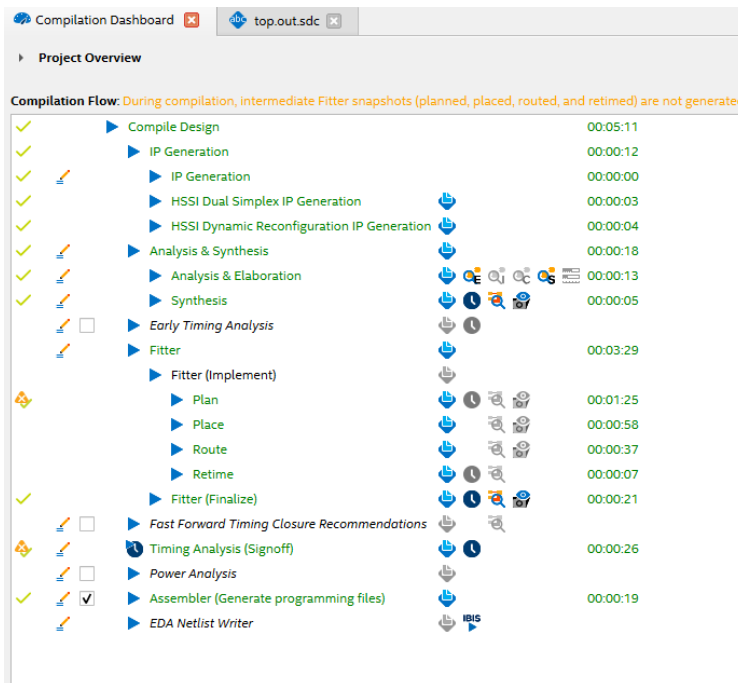 Compilation Dashboard abc top.out.sdc
Project Overview
Compilation Flow: During compilation, intermediate Fitter snapshots (planned, placed, routed, and retimed) are not generated
Compile Design 00:05:11
IP Generation 00:00:12
IP Generation 00:00:00
HSSI Dual Simplex IP Generation 00:00:03
HSSI Dynamic Reconfiguration IP Generation 00:00:04
Analysis & Synthesis 00:00:18
Analysis & Elaboration E J C S 00:00:13
Synthesis 00:00:05
Early Timing Analysis
Fitter 00:03:29
Fitter (Implement)
Plan 00:01:25
Place 00:00:58
Route 00:00:37
Retime 00:00:07
Fitter (Finalize) 00:00:21
Fast Forward Timing Closure Recommendations
Timing Analysis (Signoff) 00:00:26
Power Analysis
Assembler (Generate programming files) 00:00:19
EDA Netlist Writer IBIS